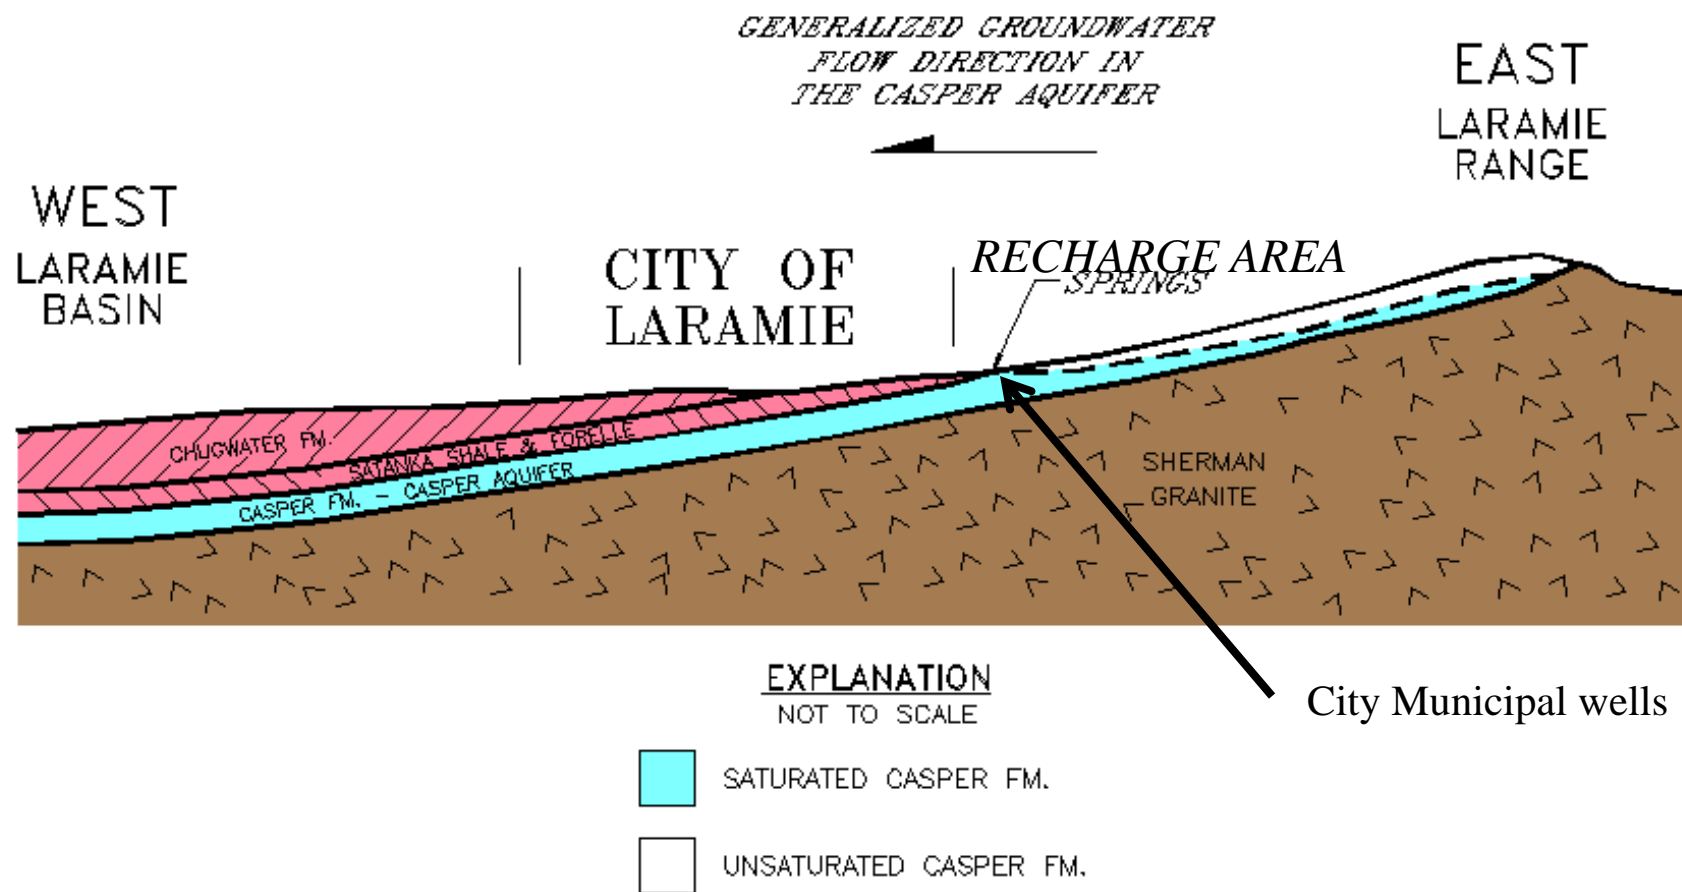 GENERALIZED GROUNDWATER
FLOW DIRECTION IN
THE CASPER AQUIFER
EAST
LARAMIE
RANGE
WEST
LARAMIE
BASIN
CITY OF
LARAMIE
RECHARGE AREA
SPRINGS
CHUGWATER FM.
SATANKA SHALE & FORELLE
CASPER FM. - CASPER AQUIFER
SHERMAN
GRANITE
City Municipal wells
EXPLANATION
NOT TO SCALE
SATURATED CASPER FM.
UNSATURATED CASPER FM.